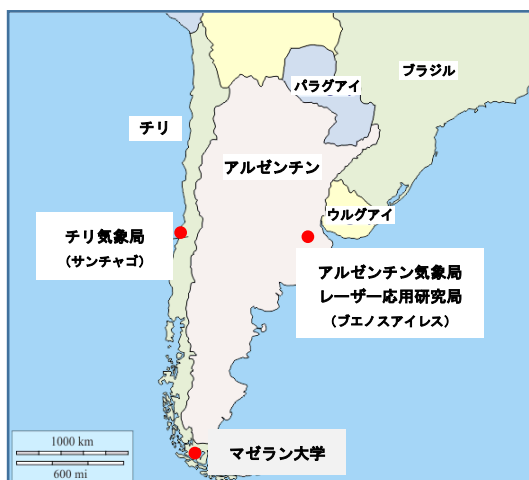 ブラジル
パラグアイ
チリ
アルゼンチン
ウルグアイ
チリ気象局
（サンチャゴ）
アルゼンチン気象局
レーザー応用研究局
（ブエノスアイレス）
マゼラン大学
1000 km
600 mi